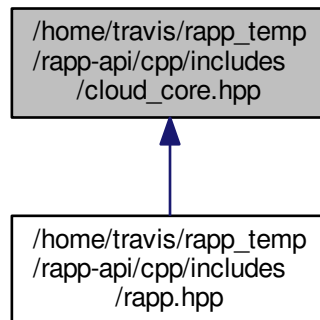 /home/travis/rapp_temp
/rapp-api/cpp/includes
/cloud_core.hpp
/home/travis/rapp_temp
/rapp-api/cpp/includes
/rapp.hpp